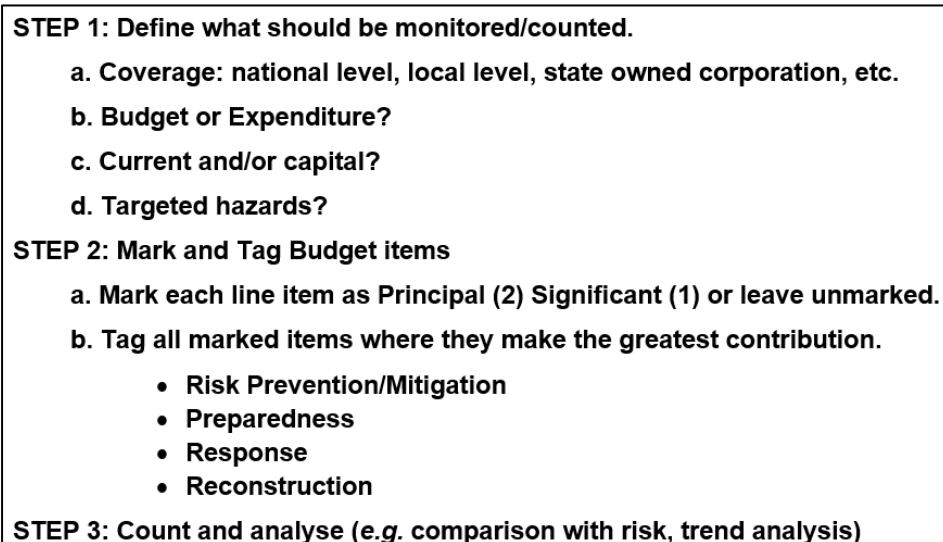 STEP 1: Define what should be monitored/counted.
a. Coverage: national level, local level, state owned corporation, etc.
b. Budget or Expenditure?
c. Current and/or capital?
d. Targeted hazards?
STEP 2: Mark and Tag Budget items
a. Mark each line item as Principal (2) Significant (1) or leave unmarked.
b. Tag all marked items where they make the greatest contribution.
• Risk Prevention/Mitigation
• Preparedness
• Response
• Reconstruction
STEP 3: Count and analyse (e.g. comparison with risk, trend analysis)